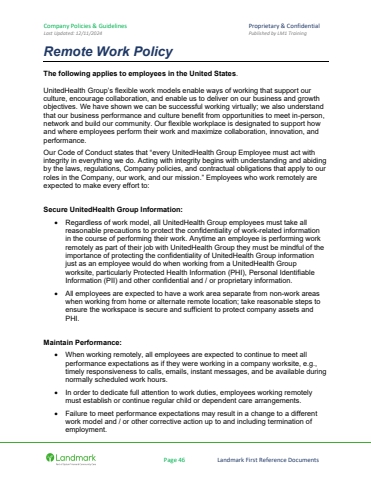 Company Policies & Guidelines
Proprietary & Confidential
Last Updated: 12/11/2024
Published by LMS Training
Remote Work Policy
The following applies to employees in the United States.
UnitedHealth Group's flexible work models enable ways of working that support our
culture, encourage collaboration, and enable us to deliver on our business and growth
objectives. We have shown we can be successful working virtually; we also understand
that our business performance and culture benefit from opportunities to meet in-person,
network and build our community. Our flexible workplace is designed to support how
and where employees perform their work and maximize collaboration, innovation, and
performance.
Our Code of Conduct states that "every UnitedHealth Group Employee must act with
integrity in everything we do. Acting with integrity begins with understanding and abiding
by the laws, regulations, Company policies, and contractual obligations that apply to our
roles in the Company, our work, and our mission." Employees who work remotely are
expected to make every effort to:
Secure UnitedHealth Group Information:
• Regardless of work model, all UnitedHealth Group employees must take all
reasonable precautions to protect the confidentiality of work-related information
in the course of performing their work. Anytime an employee is performing work
remotely as part of their job with UnitedHealth Group they must be mindful of the
importance of protecting the confidentiality of UnitedHealth Group information
just as an employee would do when working from a UnitedHealth Group
worksite, particularly Protected Health Information (PHI), Personal Identifiable
Information (PII) and other confidential and / or proprietary information.
• All employees are expected to have a work area separate from non-work areas
when working from home or alternate remote location; take reasonable steps to
ensure the workspace is secure and sufficient to protect company assets and
PHI.
Maintain Performance:
• When working remotely, all employees are expected to continue to meet all
performance expectations as if they were working in a company worksite, e.g.,
timely responsiveness to calls, emails, instant messages, and be available during
normally scheduled work hours.
• In order to dedicate full attention to work duties, employees working remotely
must establish or continue regular child or dependent care arrangements.
• Failure to meet performance expectations may result in a change to a different
work model and / or other corrective action up to and including termination of
employment.
Landmark
Page 46
Landmark First Reference Documents